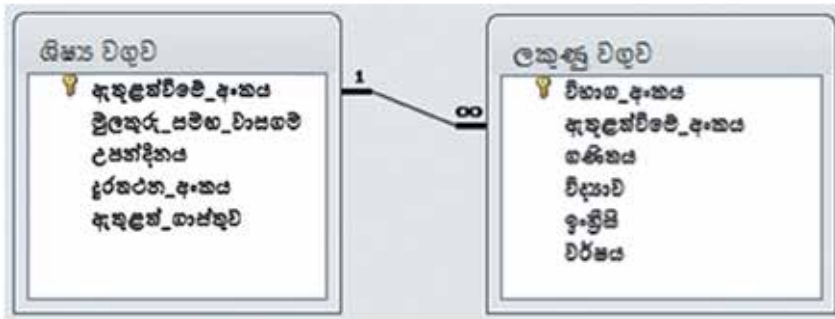 ශිෂ්‍ය වගුව
ඇතුළත්වීමේ_අංකය
මුලකුරු_සමඟ_වාසගම
උපන්දිනය
දුරකථන_අංකය
ඇතුළත්_ගාස්තුව
1
∞
ලකුණු වගුව
විභාග_අංකය
ඇතුළත්වීමේ_අංකය
ගණිතය
විද්‍යාව
ඉංග්‍රීසි
වර්ෂය